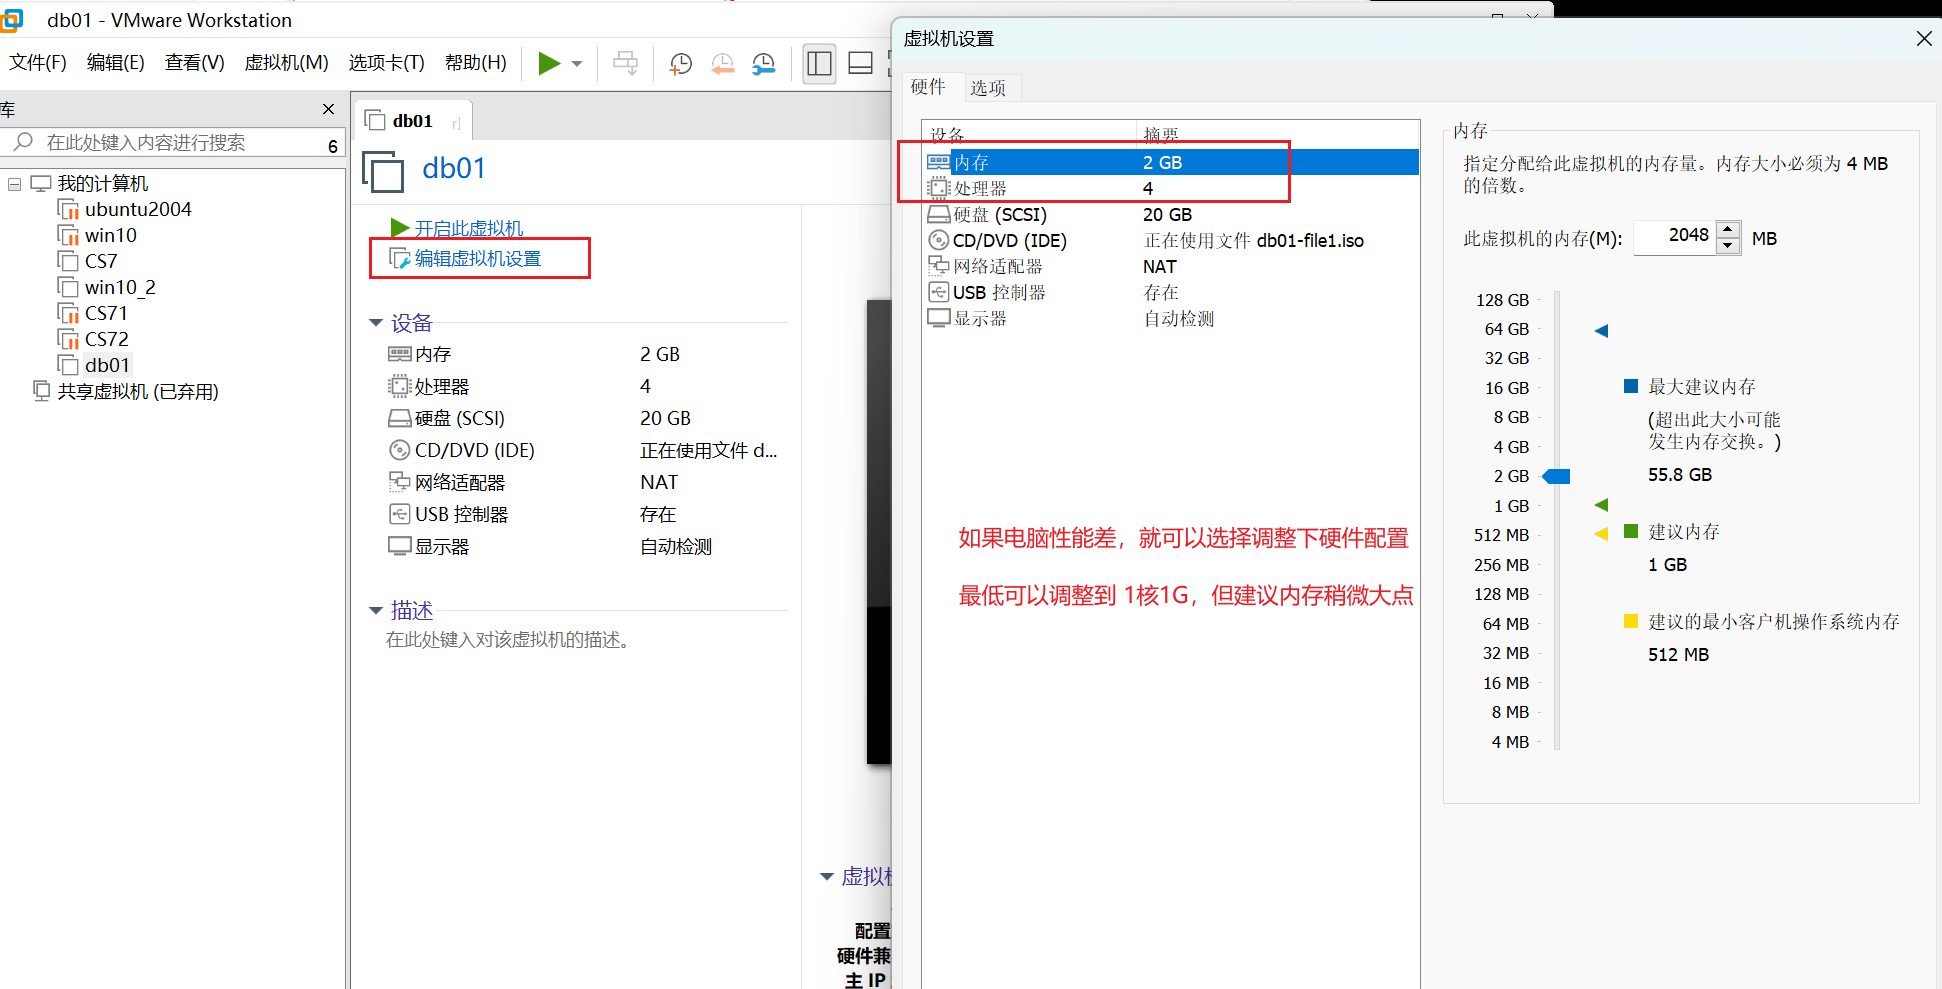 db01 - VMware Workstation
文件(F) 编辑(E) 查看(V) 虚拟机(M) 选项卡(T) 帮助(H)
库
在此处键入内容进行搜索
6
我的计算机
ubuntu2004
win10
CS7
win10_2
CS71
CS72
db01
共享虚拟机 (已弃用)
db01
db01
开启此虚拟机
编辑虚拟机设置
设备
内存 2 GB
处理器 4
硬盘 (SCSI) 20 GB
CD/DVD (IDE) 正在使用文件 d...
网络适配器 NAT
USB 控制器 存在
显示器 自动检测
描述
在此处键入对该虚拟机的描述。
虚拟
配置
硬件兼
主 IP
虚拟机设置
硬件 选项
设备 摘要
内存 2 GB
处理器 4
硬盘 (SCSI) 20 GB
CD/DVD (IDE) 正在使用文件 db01-file1.iso
网络适配器 NAT
USB 控制器 存在
显示器 自动检测
如果电脑性能差，就可以选择调整下硬件配置
最低可以调整到 1核1G，但建议内存稍微大点
内存
指定分配给此虚拟机的内存量。内存大小必须为 4 MB
的倍数。
此虚拟机的内存(M): 2048 MB
128 GB
64 GB
32 GB
16 GB
8 GB
4 GB
2 GB
1 GB
512 MB
256 MB
128 MB
64 MB
32 MB
16 MB
8 MB
4 MB
最大建议内存
(超出此大小可能
发生内存交换。)
55.8 GB
建议内存
1 GB
建议的最小客户机操作系统内存
512 MB